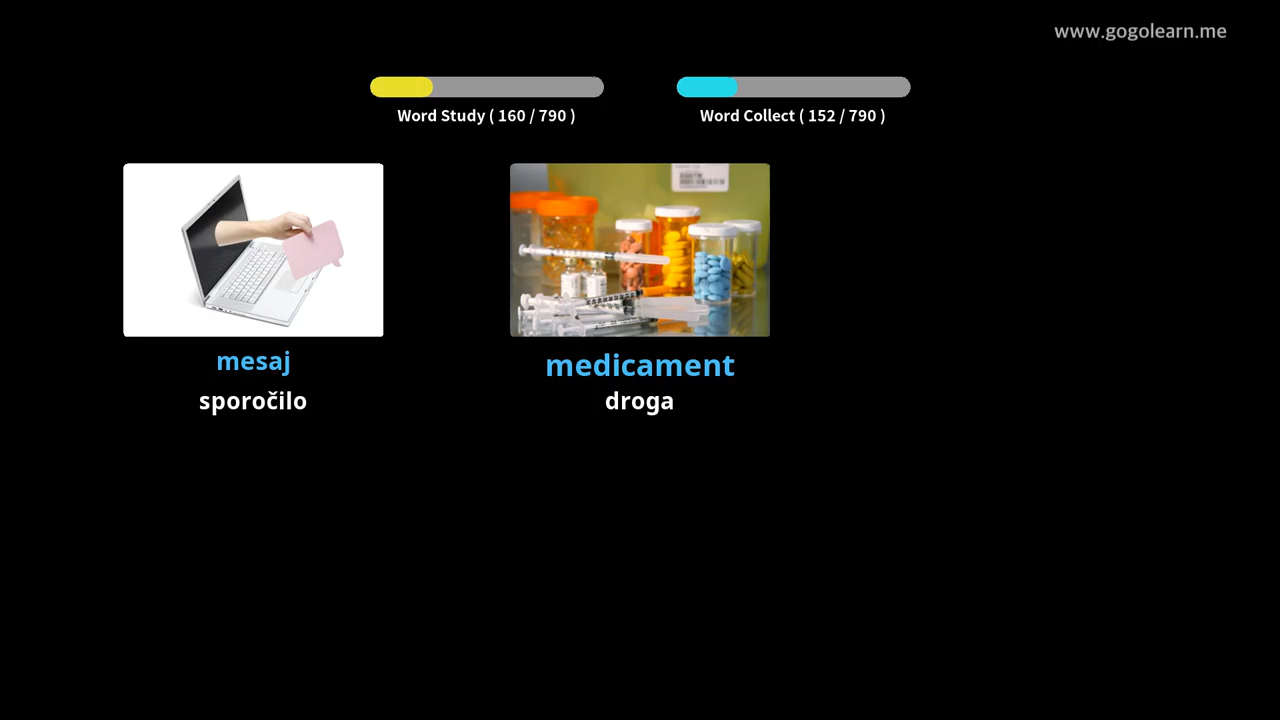 www.gogolearn.me
Word Study ( 160 / 790 )
Word Collect ( 152 / 790 )
mesaj
sporočilo
medicament
droga